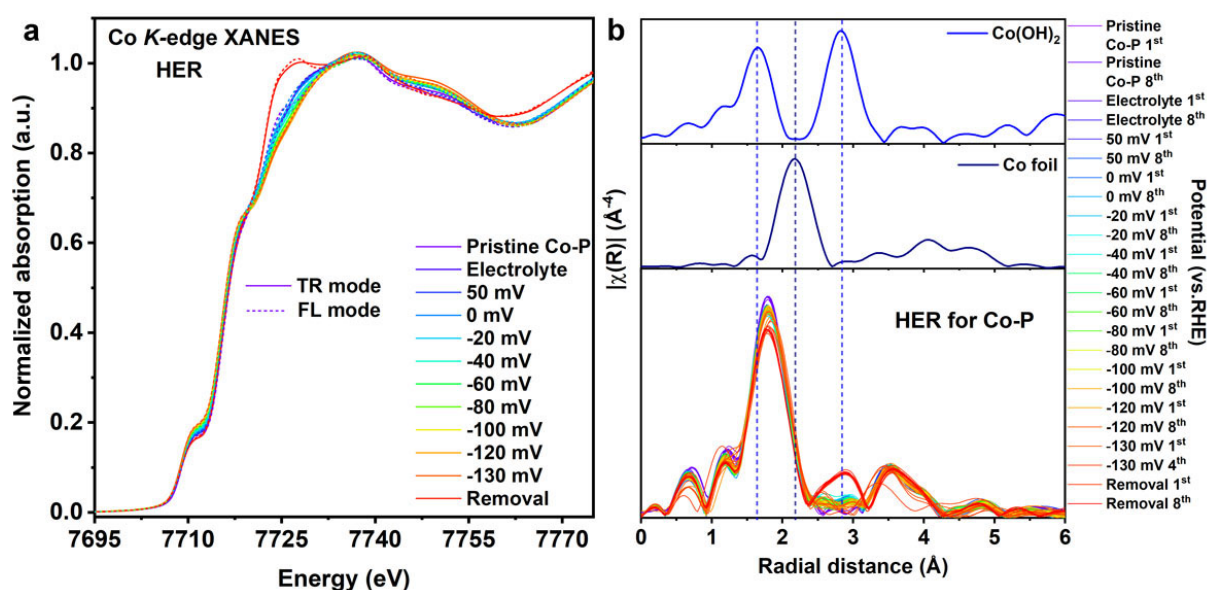 a
Co K-edge XANES
HER
Normalized absorption (a.u.)
1.0
0.8
0.6
0.4
0.2
0.0
TR mode
FL mode
Pristine Co-P
Electrolyte
50 mV
0 mV
-20 mV
-40 mV
-60 mV
-80 mV
-100 mV
-120 mV
-130 mV
Removal
7695
7710
7725
7740
7755
7770
Energy (eV)
b
Co(OH)2
Co foil
HER for Co-P
|χ(R)| (Å-4)
0
1
2
3
4
5
6
Radial distance (Å)
Pristine
Co-P 1st
Pristine
Co-P 8th
Electrolyte 1st
Electrolyte 8th
50 mV 1st
50 mV 8th
0 mV 1st
0 mV 8th
-20 mV 1st
-20 mV 8th
-40 mV 1st
-40 mV 8th
-60 mV 1st
-60 mV 8th
-80 mV 1st
-80 mV 8th
-100 mV 1st
-100 mV 8th
-120 mV 1st
-120 mV 8th
-130 mV 1st
-130 mV 4th
Removal 1st
Removal 8th
Potential (vs.RHE)